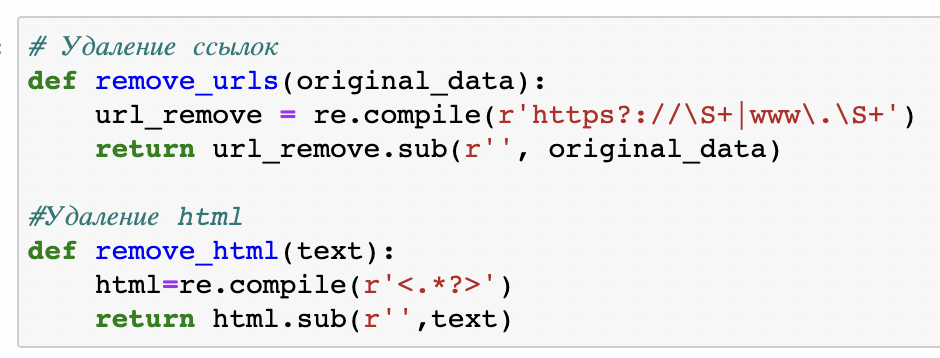 # Удаление ссылок
def remove_urls(original_data):
    url_remove = re.compile(r'https?://\S+|www\.\S+')
    return url_remove.sub(r'', original_data)

#Удаление html
def remove_html(text):
    html=re.compile(r'<.*?>')
    return html.sub(r'',text)